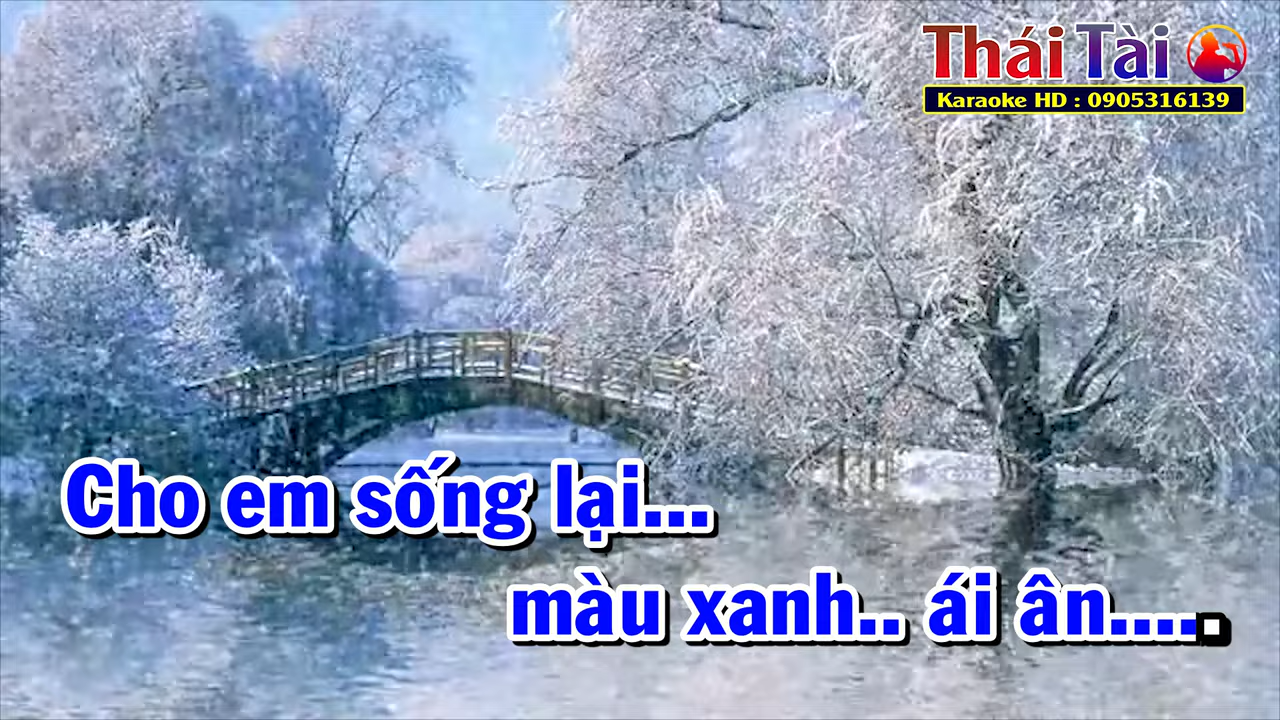 Thái Tài
Karaoke HD : 0905316139
Cho em sống lại...
màu xanh.. ái ân.....